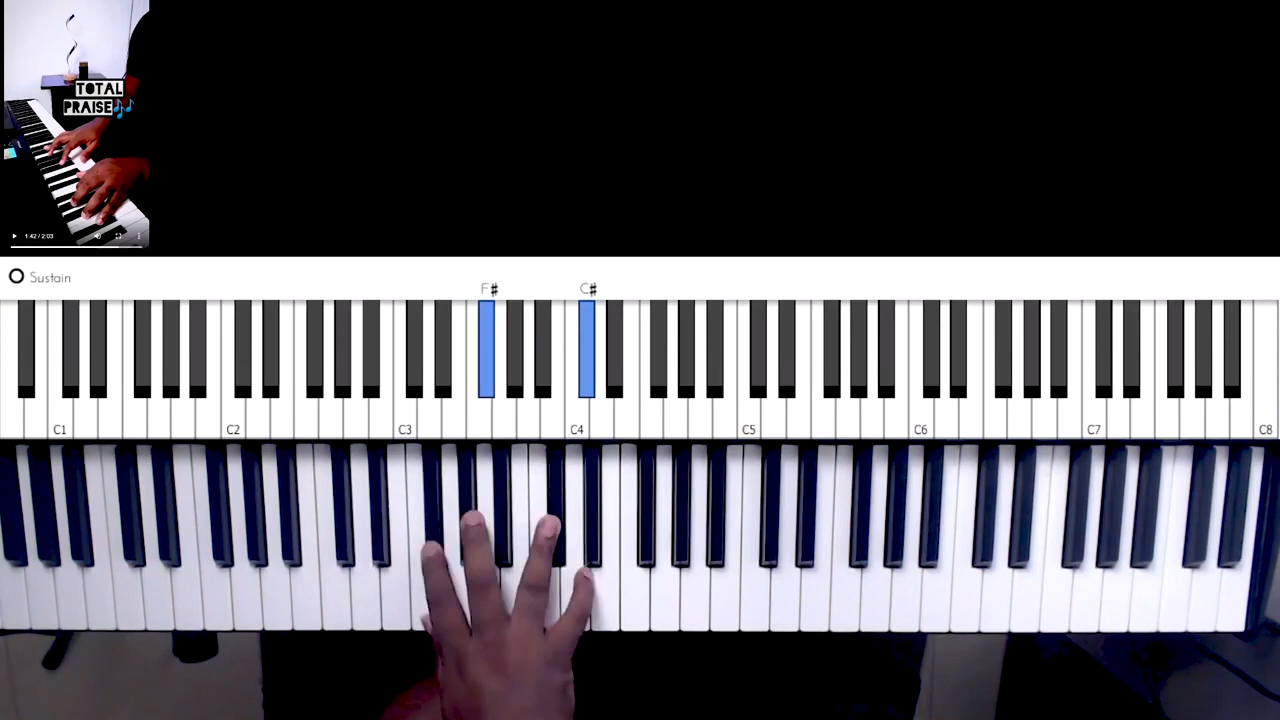 TOTAL
PRAISE🎶
1:42 / 2:03
Sustain
F# C#
C1 C2 C3 C4 C5 C6 C7 C8